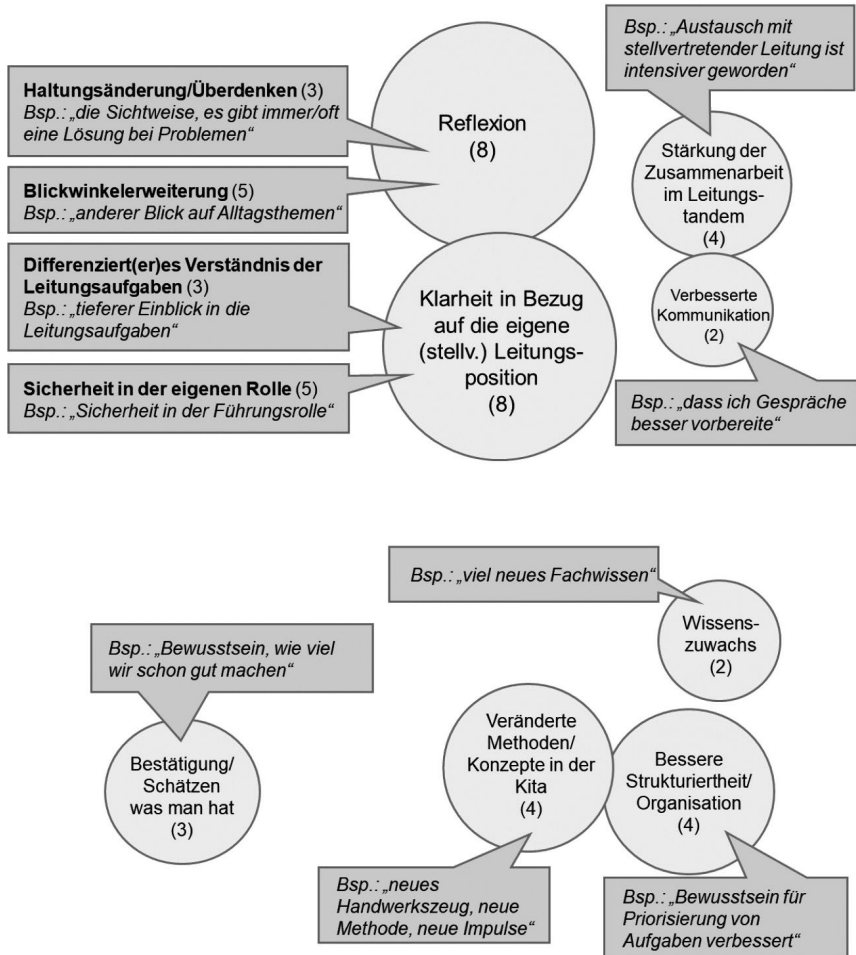 Haltungsänderung/Überdenken (3)
Bsp.: „die Sichtweise, es gibt immer/oft
eine Lösung bei Problemen“
Blickwinkelerweiterung (5)
Bsp.: „anderer Blick auf Alltagsthemen“
Reflexion
(8)
Differenziert(er)es Verständnis der
Leitungsaufgaben (3)
Bsp.: „tieferer Einblick in die
Leitungsaufgaben“
Sicherheit in der eigenen Rolle (5)
Bsp.: „Sicherheit in der Führungsrolle“
Klarheit in Bezug
auf die eigene
(stellv.) Leitungs-
position
(8)
Bsp.: „Austausch mit
stellvertretender Leitung ist
intensiver geworden“
Stärkung der
Zusammenarbeit
im Leitungs-
tandem
(4)
Verbesserte
Kommunikation
(2)
Bsp.: „dass ich Gespräche
besser vorbereite“
Bsp.: „viel neues Fachwissen“
Wissens-
zuwachs
(2)
Bsp.: „Bewusstsein, wie viel
wir schon gut machen“
Bestätigung/
Schätzen
was man hat
(3)
Veränderte
Methoden/
Konzepte in der
Kita
(4)
Bessere
Strukturiertheit/
Organisation
(4)
Bsp.: „neues
Handwerkszeug, neue
Methode, neue Impulse“
Bsp.: „Bewusstsein für
Priorisierung von
Aufgaben verbessert“